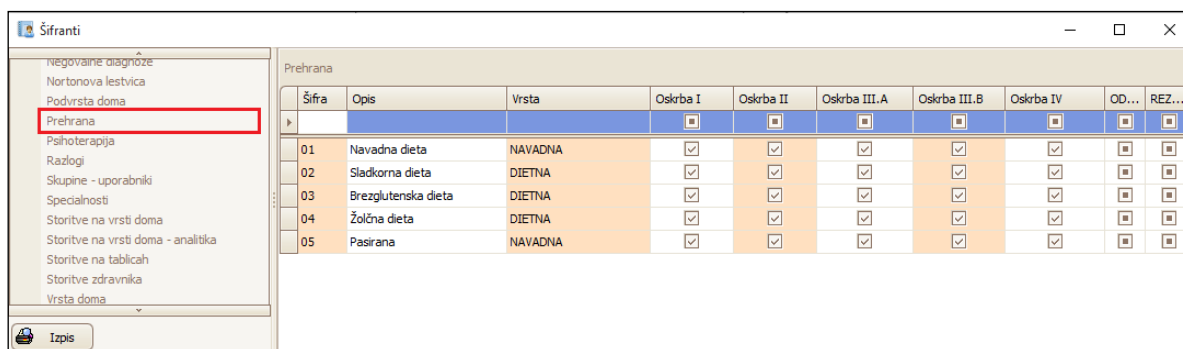 Šifranti
Negovalne diagnoze
Nortonova lestvica
Podvrsta doma
Prehrana
Psihoterapija
Razlogi
Skupine - uporabniki
Specialnosti
Storitve na vrsti doma
Storitve na vrsti doma - analitika
Storitve na tablicah
Storitve zdravnika
Vrsta doma
Izpis
Prehrana
Šifra Opis Vrsta Oskrba I Oskrba II Oskrba III.A Oskrba III.B Oskrba IV OD... REZ...
01 Navadna dieta NAVADNA
02 Sladkorna dieta DIETNA
03 Brezglutenska dieta DIETNA
04 Žolčna dieta DIETNA
05 Pasirana NAVADNA